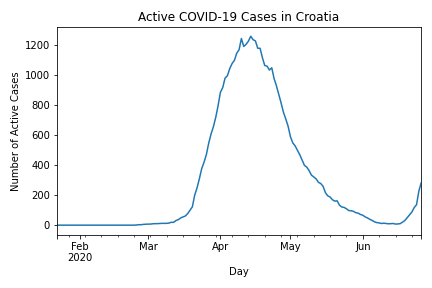 Active COVID-19 Cases in Croatia
Number of Active Cases
1200
1000
800
600
400
200
0
Feb Mar Apr May Jun
2020
Day